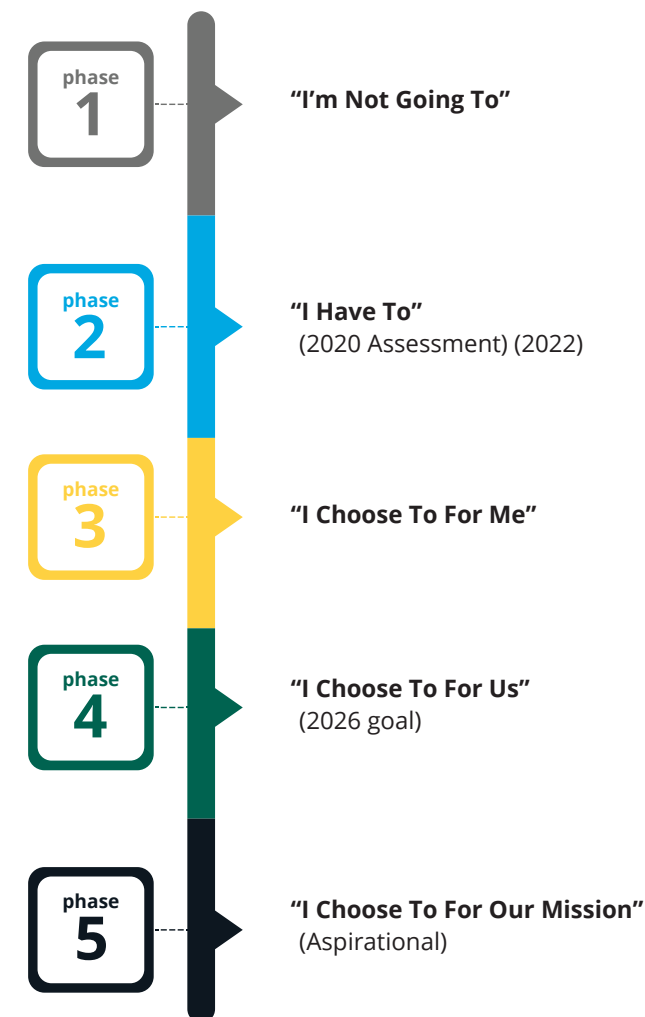 phase
1
“I’m Not Going To”
phase
2
“I Have To”
(2020 Assessment) (2022)
phase
3
“I Choose To For Me”
phase
4
“I Choose To For Us”
(2026 goal)
phase
5
“I Choose To For Our Mission”
(Aspirational)